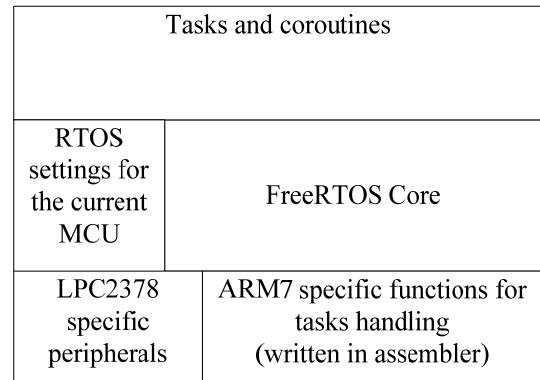 Tasks and coroutines
RTOS
settings for
the current
MCU
FreeRTOS Core
LPC2378
specific
peripherals
ARM7 specific functions for
tasks handling
(written in assembler)